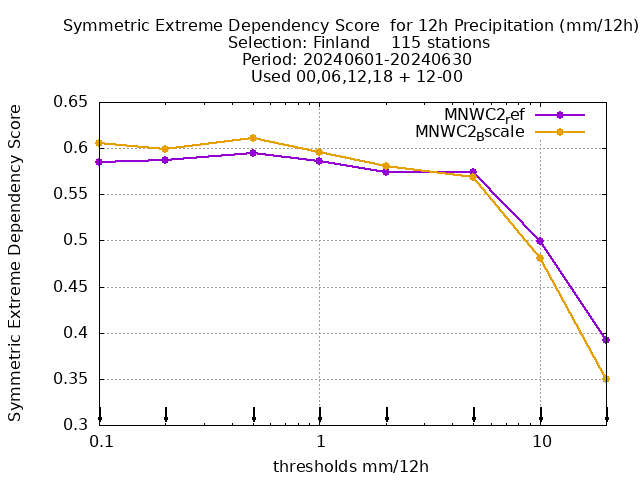 Symmetric Extreme Dependency Score  for 12h Precipitation (mm/12h)
Selection: Finland    115 stations
Period: 20240601-20240630
Used 00,06,12,18 + 12-00
Symmetric Extreme Dependency Score
0.65
0.6
0.55
0.5
0.45
0.4
0.35
0.3
MNWC2ref
MNWC2Bscale
0.1
1
10
thresholds mm/12h